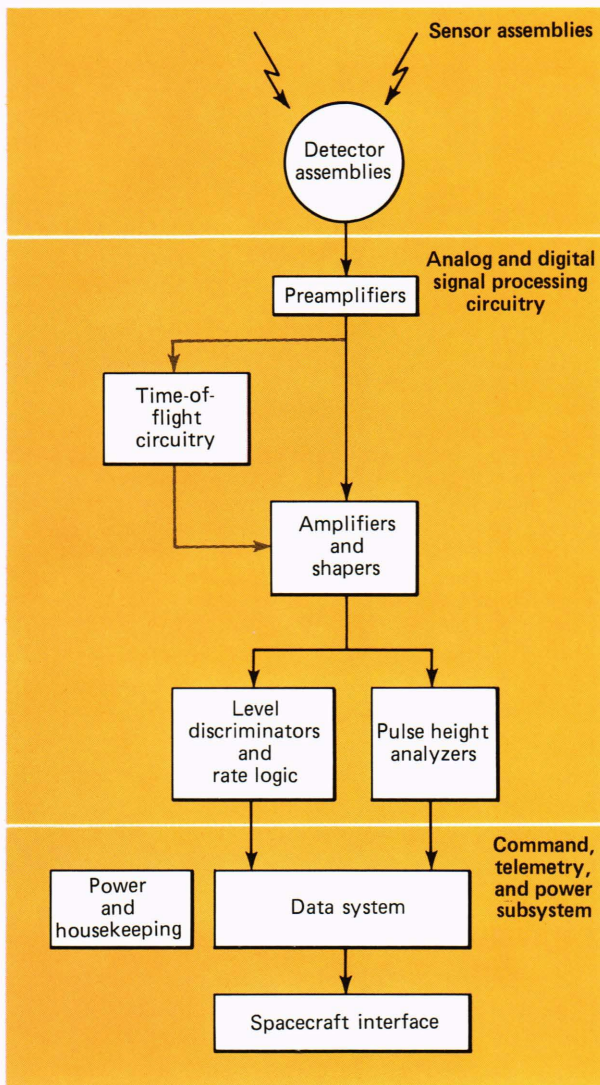 Sensor assemblies
Detector
assemblies
Analog and digital
signal processing
circuitry
Preamplifiers
Time-of-
flight
circuitry
Amplifiers
and
shapers
Level
discriminators
and
rate logic
Pulse height
analyzers
Command,
telemetry,
and power
subsystem
Power
and
housekeeping
Data system
Spacecraft interface